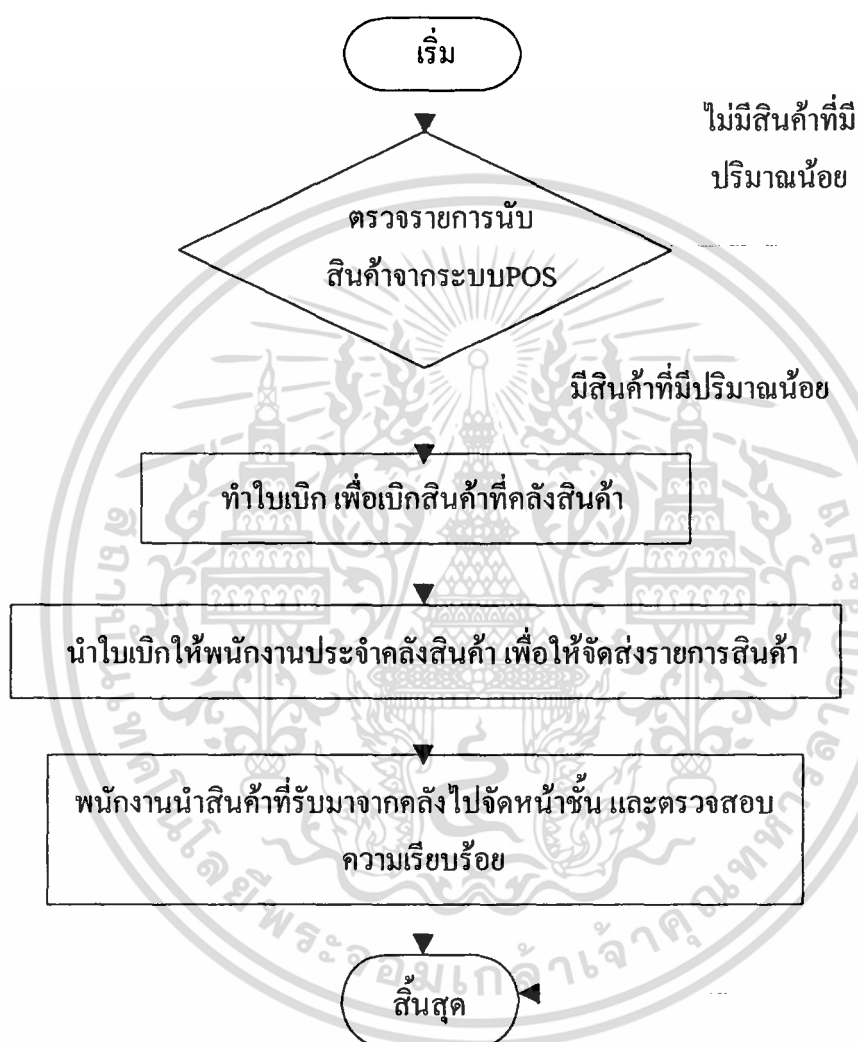 เริ่ม
ไม่มีสินค้าที่มี
ปริมาณน้อย
ตรวจรายการนับ
สินค้าจากระบบPOS
มีสินค้าที่มีปริมาณน้อย
ทำใบเบิก เพื่อเบิกสินค้าที่คลังสินค้า
นำใบเบิกให้พนักงานประจำคลังสินค้า เพื่อให้จัดส่งรายการสินค้า
พนักงานนำสินค้าที่รับมาจากคลังไปจัดหน้าชั้น และตรวจสอบ
ความเรียบร้อย
สิ้นสุด